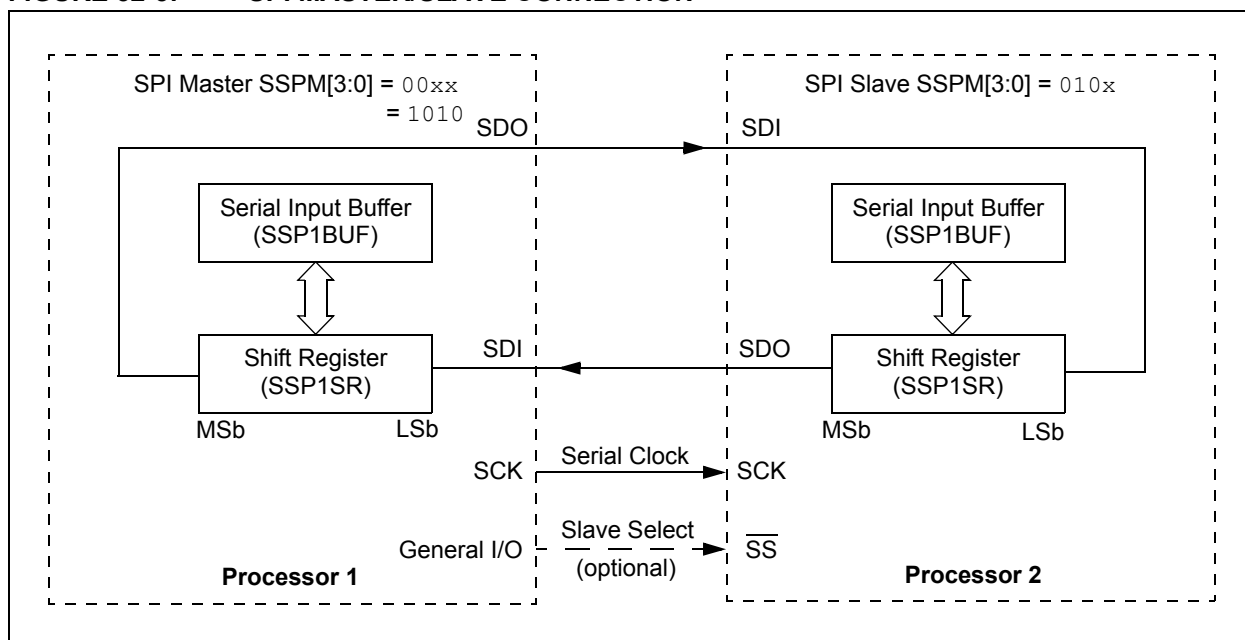 SPI Master SSPM[3:0] = 00xx
= 1010
SPI Slave SSPM[3:0] = 010x
SDO
SDI
Serial Input Buffer
(SSP1BUF)
Serial Input Buffer
(SSP1BUF)
Shift Register
(SSP1SR)
MSb
LSb
SDI
SDO
Shift Register
(SSP1SR)
MSb
LSb
SCK
Serial Clock
SCK
General I/O
Slave Select
(optional)
SS
Processor 1
Processor 2